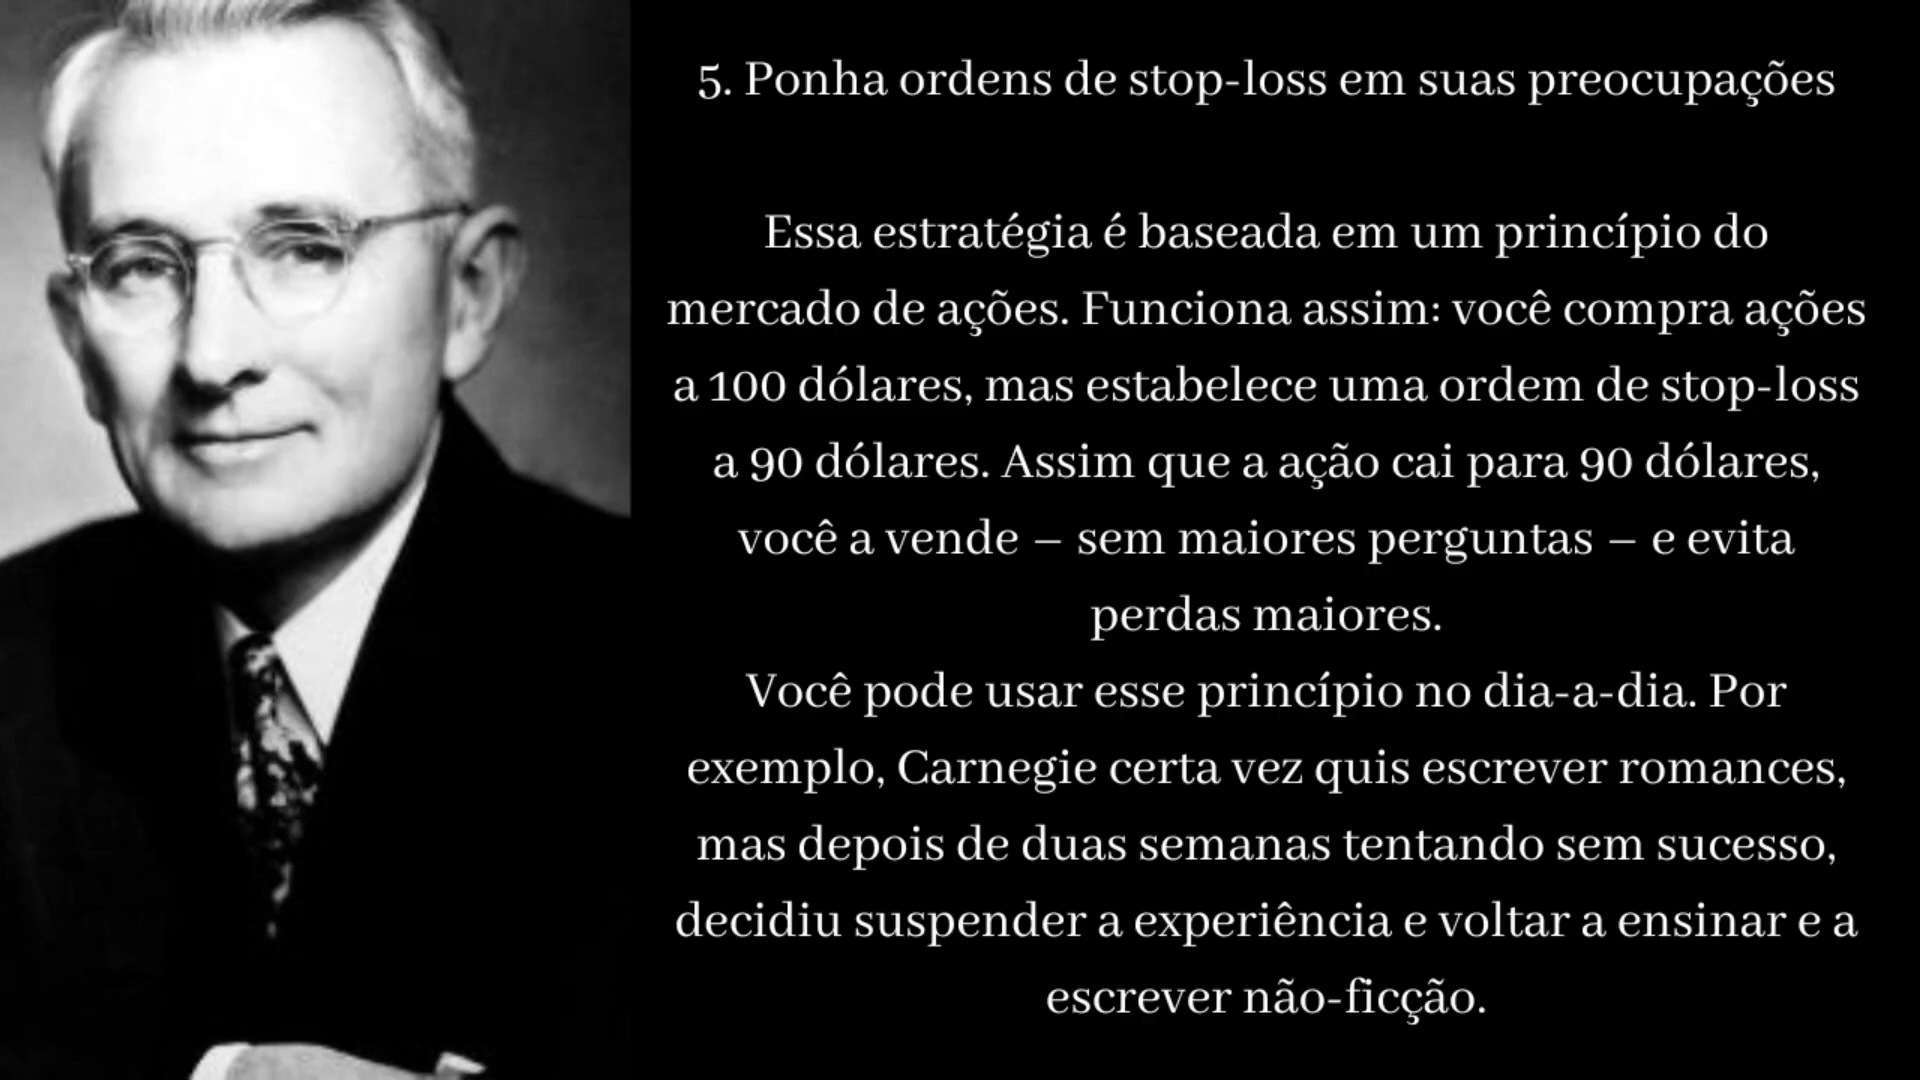 5. Ponha ordens de stop-loss em suas preocupações
Essa estratégia é baseada em um princípio do
mercado de ações. Funciona assim: você compra ações
a 100 dólares, mas estabelece uma ordem de stop-loss
a 90 dólares. Assim que a ação cai para 90 dólares,
você a vende – sem maiores perguntas – e evita
perdas maiores.
Você pode usar esse princípio no dia-a-dia. Por
exemplo, Carnegie certa vez quis escrever romances,
mas depois de duas semanas tentando sem sucesso,
decidiu suspender a experiência e voltar a ensinar e a
escrever não-ficção.